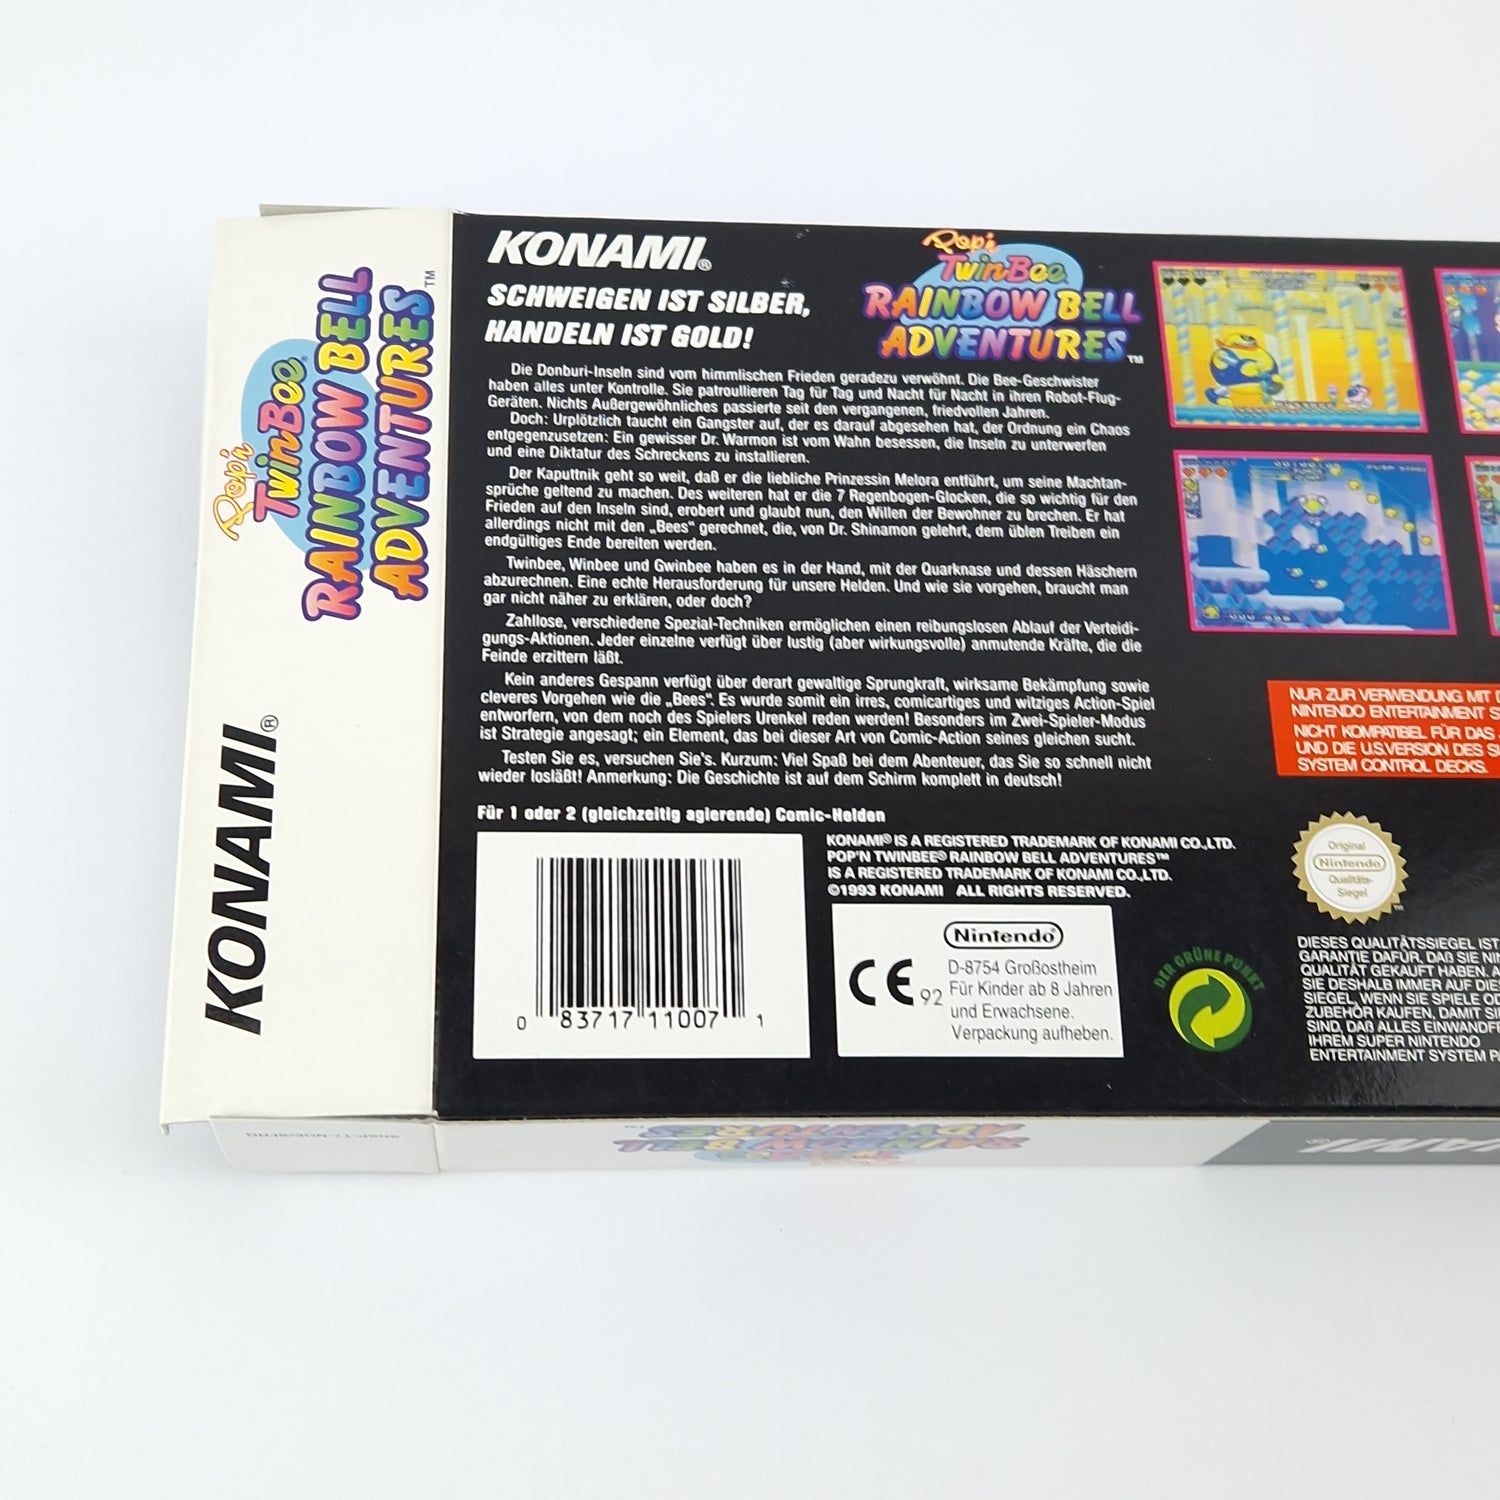 Pop'n
TwinBee®
RAINBOW BELL
ADVENTURES™
KONAMI®
KONAMI®
SCHWEIGEN IST SILBER,
HANDELN IST GOLD!
Pop'n
TwinBee
RAINBOW BELL
ADVENTURES™
Die Donburi-Inseln sind vom himmlischen Frieden geradezu verwöhnt. Die Bee-Geschwister
haben alles unter Kontrolle. Sie patroullieren Tag für Tag und Nacht für Nacht in ihren Robot-Flug-
Geräten. Nichts Außergewöhnliches passierte seit den vergangenen, friedvollen Jahren.
Doch: Urplötzlich taucht ein Gangster auf, der es darauf abgesehen hat, der Ordnung ein Chaos
entgegenzusetzen: Ein gewisser Dr. Warmon ist vom Wahn besessen, die Inseln zu unterwerfen
und eine Diktatur des Schreckens zu installieren.
Der Kaputtnik geht so weit, daß er die liebliche Prinzessin Melora entführt, um seine Machtan-
sprüche geltend zu machen. Des weiteren hat er die 7 Regenbogen-Glocken, die so wichtig für den
Frieden auf den Inseln sind, erobert und glaubt nun, den Willen der Bewohner zu brechen. Er hat
allerdings nicht mit den „Bees“ gerechnet, die, von Dr. Shinamon gelehrt, dem üblen Treiben ein
endgültiges Ende bereiten werden.
Twinbee, Winbee und Gwinbee haben es in der Hand, mit der Quarknase und dessen Häschern
abzurechnen. Eine echte Herausforderung für unsere Helden. Und wie sie vorgehen, braucht man
gar nicht näher zu erklären, oder doch?
Zahllose, verschiedene Spezial-Techniken ermöglichen einen reibungslosen Ablauf der Verteidi-
gungs-Aktionen. Jeder einzelne verfügt über lustig (aber wirkungsvolle) anmutende Kräfte, die die
Feinde erzittern läßt.
Kein anderes Gespann verfügt über derart gewaltige Sprungkraft, wirksame Bekämpfung sowie
cleveres Vorgehen wie die „Bees“. Es wurde somit ein irres, comicartiges und witziges Action-Spiel
entworfern, von dem noch des Spielers Urenkel reden werden! Besonders im Zwei-Spieler-Modus
ist Strategie angesagt; ein Element, das bei dieser Art von Comic-Action seines gleichen sucht.
Testen Sie es, versuchen Sie's. Kurzum: Viel Spaß bei dem Abenteuer, das Sie so schnell nicht
wieder losläßt! Anmerkung: Die Geschichte ist auf dem Schirm komplett in deutsch!
Für 1 oder 2 (gleichzeitig agierende) Comic-Helden
0 83717 11007 1
KONAMI® IS A REGISTERED TRADEMARK OF KONAMI CO.,LTD.
POP'N TWINBEE® RAINBOW BELL ADVENTURES™
IS A REGISTERED TRADEMARK OF KONAMI CO.,LTD.
©1993 KONAMI ALL RIGHTS RESERVED.
Nintendo®
CE 92
D-8754 Großostheim
Für Kinder ab 8 Jahren
und Erwachsene.
Verpackung aufheben.
DER GRÜNE PUNKT
NUR ZUR VERWENDUNG MIT
NINTENDO ENTERTAINMENT
NICHT KOMPATIBEL FÜR DAS
UND DIE U.S.VERSION DES
SYSTEM CONTROL DECKS.
Original
Nintendo
Qualitäts-
Siegel
DIESES QUALITÄTSSIEGEL IST
GARANTIE DAFÜR, DAß SIE
QUALITÄT GEKAUFT HABEN.
SIE DESHALB IMMER AUF
SIEGEL, WENN SIE SPIELE
ZUBEHÖR KAUFEN, DAMIT
SIND, DAß ALLES
IHREM SUPER NINTENDO
ENTERTAINMENT SYSTEM
SNSP-17-NOE/SFRG
RAINBOW BELL
ADVENTURES™